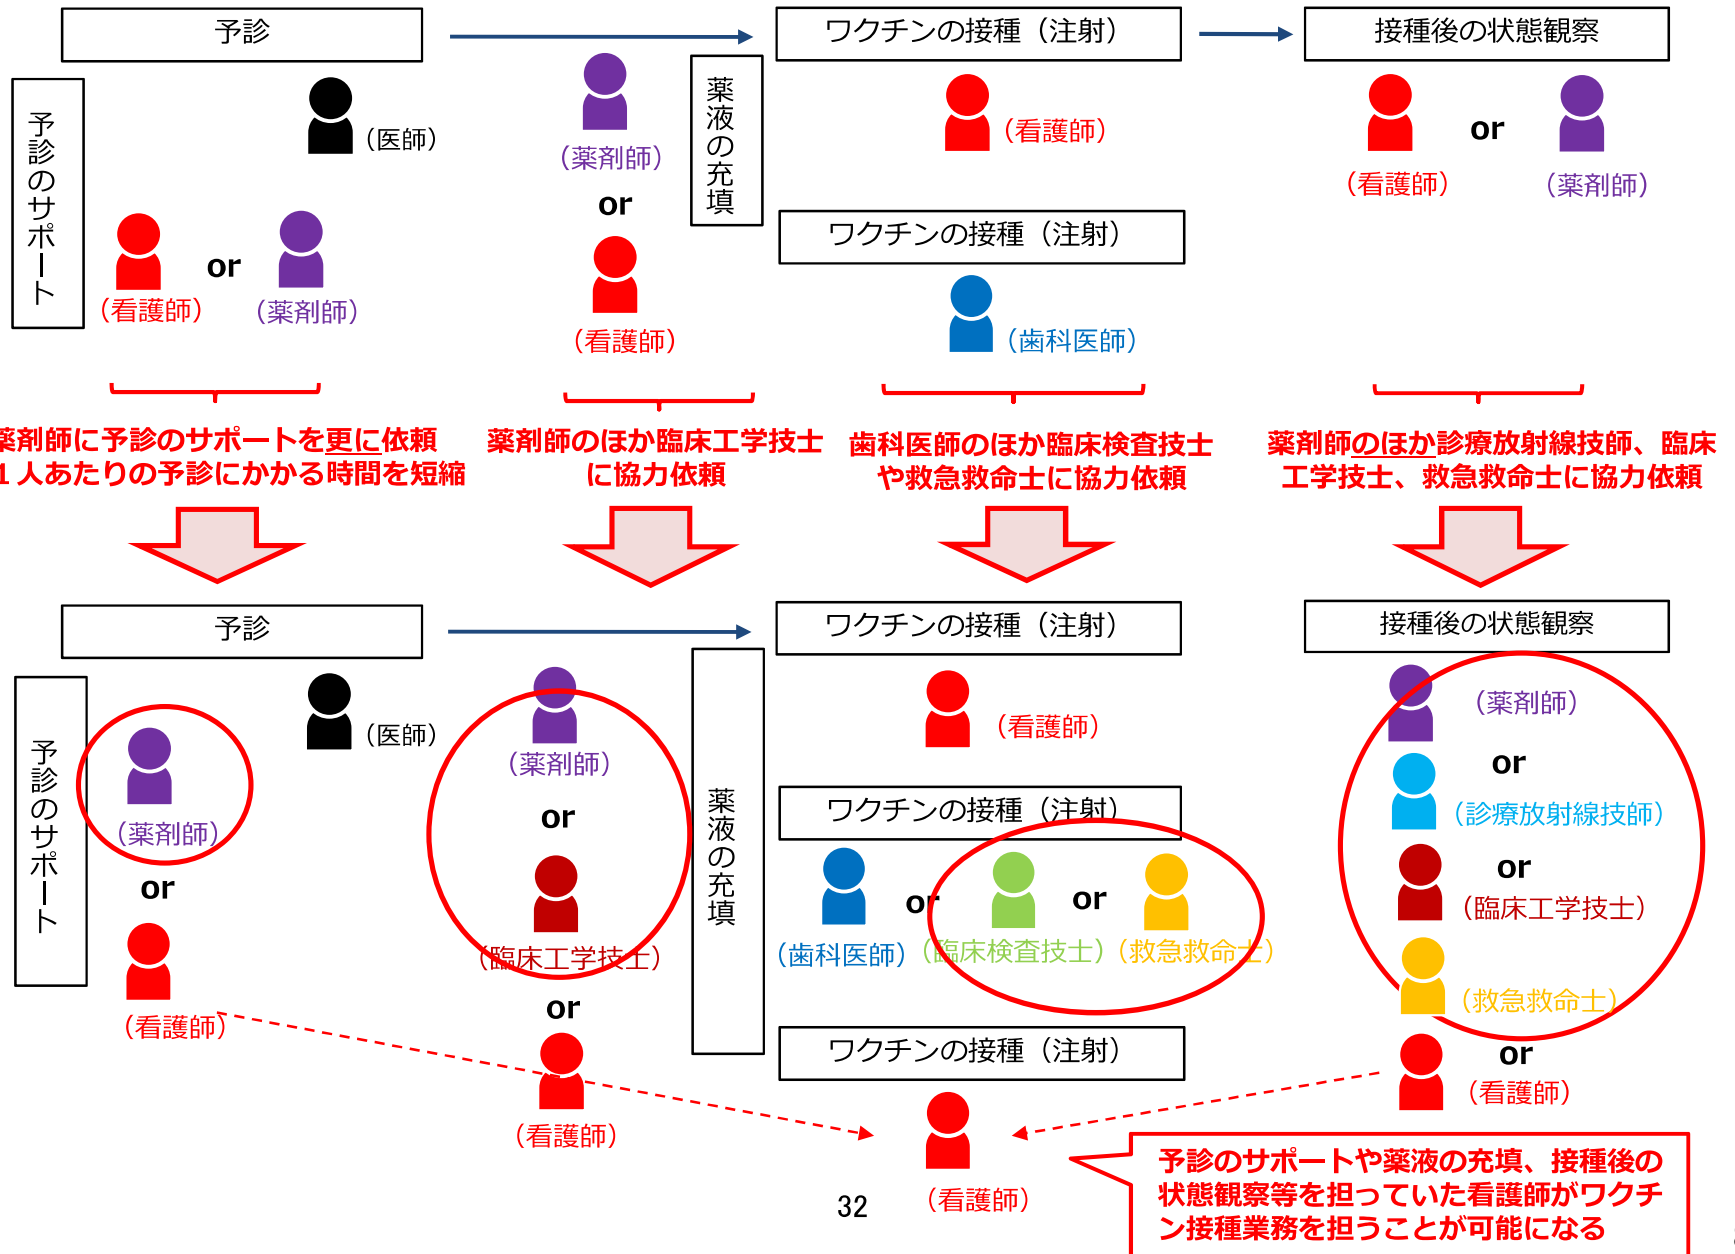 予診
ワクチンの接種（注射）
接種後の状態観察
予診のサポート
（医師）
（看護師）
or
（薬剤師）
（薬剤師）
or
（看護師）
薬液の充填
（看護師）
ワクチンの接種（注射）
（歯科医師）
（看護師）
or
（薬剤師）
薬剤師に予診のサポートを更に依頼
1人あたりの予診にかかる時間を短縮
薬剤師のほか臨床工学技士
に協力依頼
歯科医師のほか臨床検査技士
や救急救命士に協力依頼
薬剤師のほか診療放射線技師、臨床
工学技士、救急救命士に協力依頼
予診
ワクチンの接種（注射）
接種後の状態観察
予診のサポート
（医師）
（薬剤師）
or
（看護師）
（薬剤師）
or
（臨床工学技士）
or
（看護師）
薬液の充填
（看護師）
ワクチンの接種（注射）
or
or
（歯科医師）
（臨床検査技士）
（救急救命士）
ワクチンの接種（注射）
（看護師）
（薬剤師）
or
（診療放射線技師）
or
（臨床工学技士）
（救急救命士）
or
（看護師）
予診のサポートや薬液の充填、接種後の
状態観察等を担っていた看護師がワクチ
ン接種業務を担うことが可能になる
32